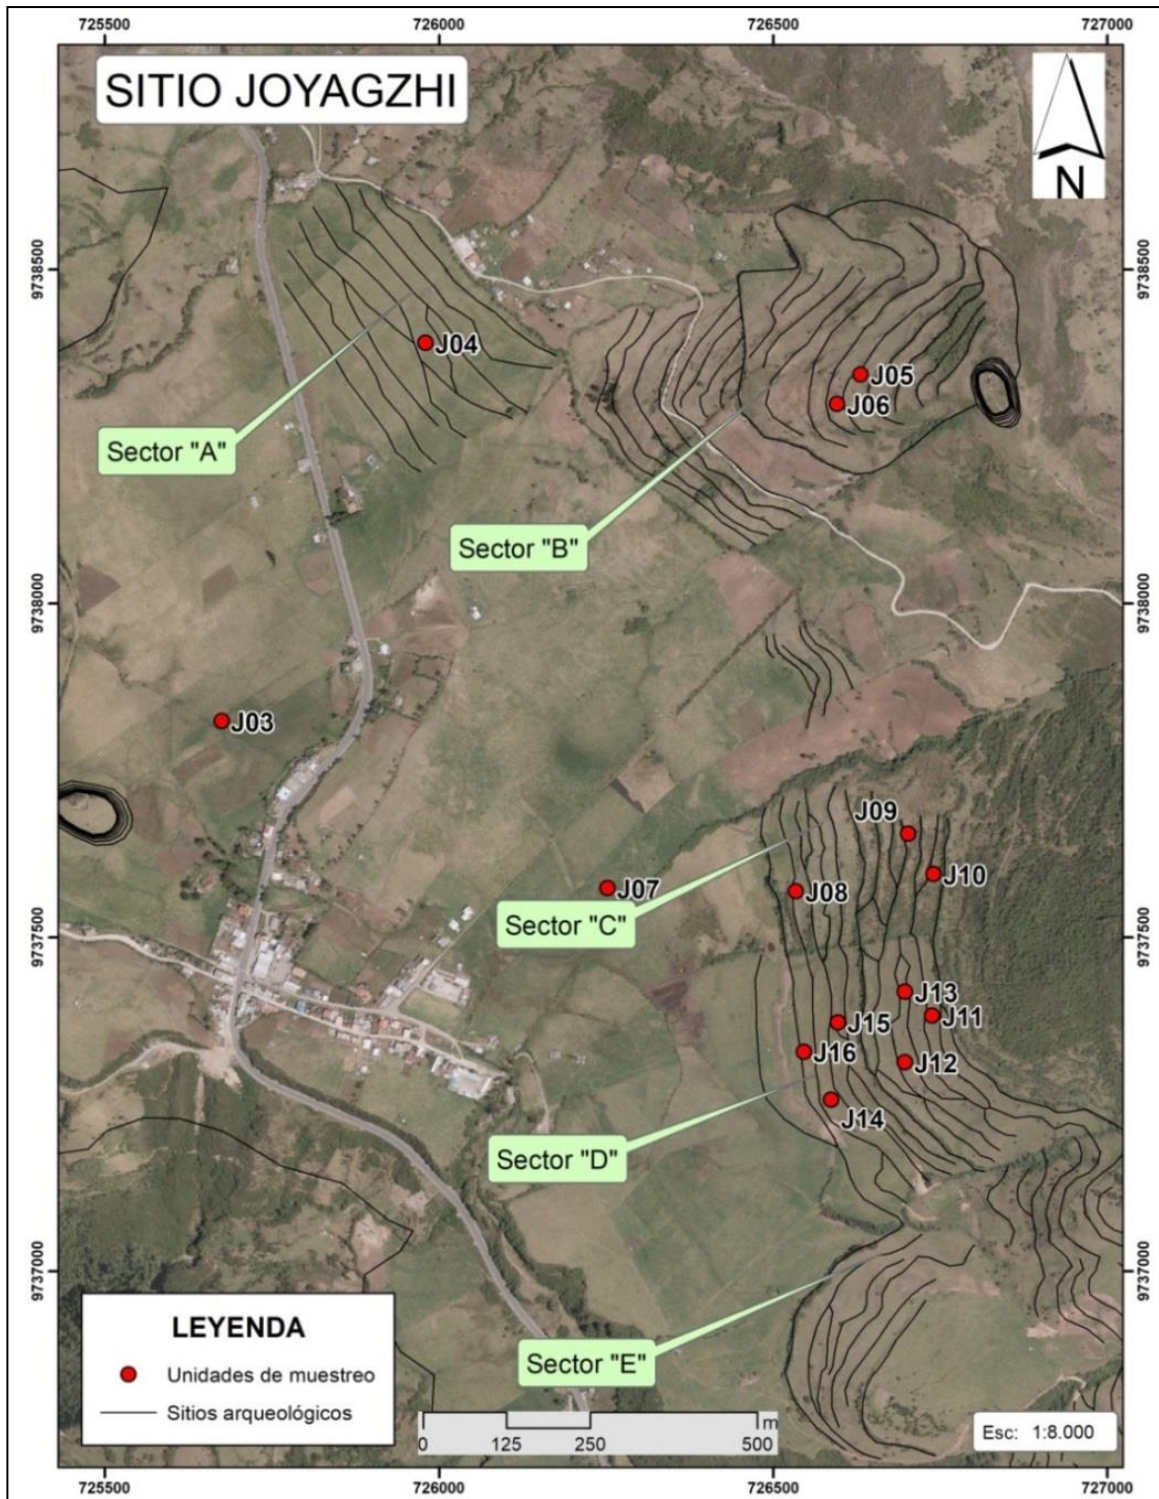 725500 726000 726500 727000
SITIO JOYAGZHI
N
9738500 9738500
J04
J05
J06
Sector "A"
Sector "B"
9738000 9738000
J03
J09
J10
J07 J08
Sector "C"
9737500 9737500
J13
J11
J15
J16
J12
J14
Sector "D"
9737000 9737000
LEYENDA
Unidades de muestreo
Sitios arqueológicos
Sector "E"
m
0 125 250 500
Esc: 1:8.000
725500 726000 726500 727000